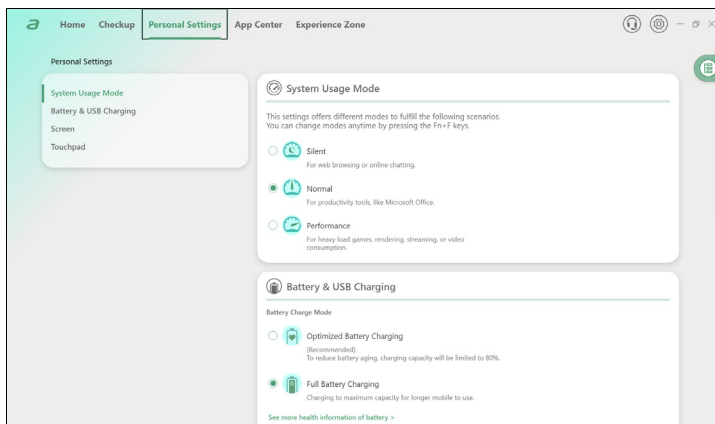 a Home Checkup Personal Settings App Center Experience Zone
Personal Settings
System Usage Mode
Battery & USB Charging
Screen
Touchpad
System Usage Mode
This settings offers different modes to fulfill the following scenarios.
You can change modes anytime by pressing the Fn+F keys.
Silent
For web browsing or online chatting.
Normal
For productivity tools, like Microsoft Office.
Performance
For heavy load games, rendering, streaming, or video
consumption.
Battery & USB Charging
Battery Charge Mode
Optimized Battery Charging
(Recommended)
To reduce battery aging, charging capacity will be limited to 80%.
Full Battery Charging
Charging to maximum capacity for longer mobile to use.
See more health information of battery >